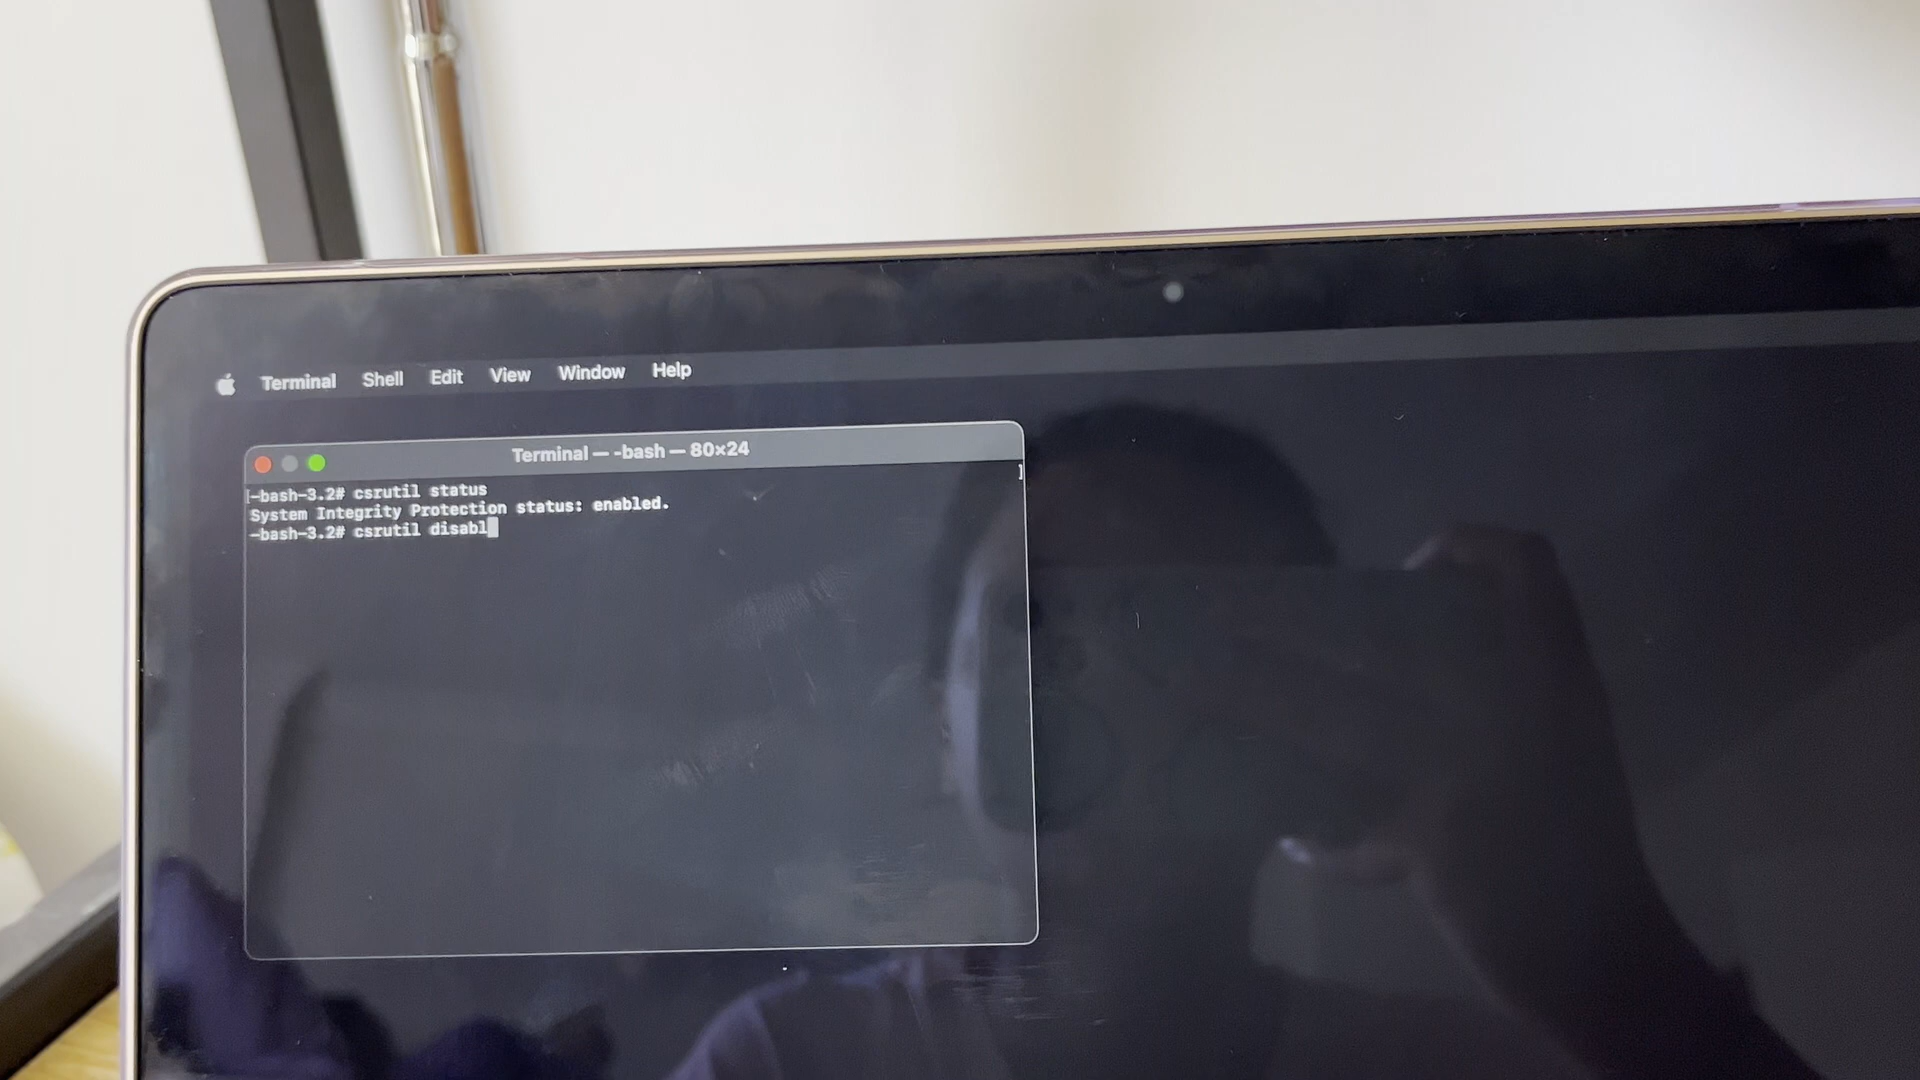 Terminal Shell Edit View Window Help
Terminal — -bash — 80×24
[-bash-3.2# csrutil status ]
System Integrity Protection status: enabled.
-bash-3.2# csrutil disabl